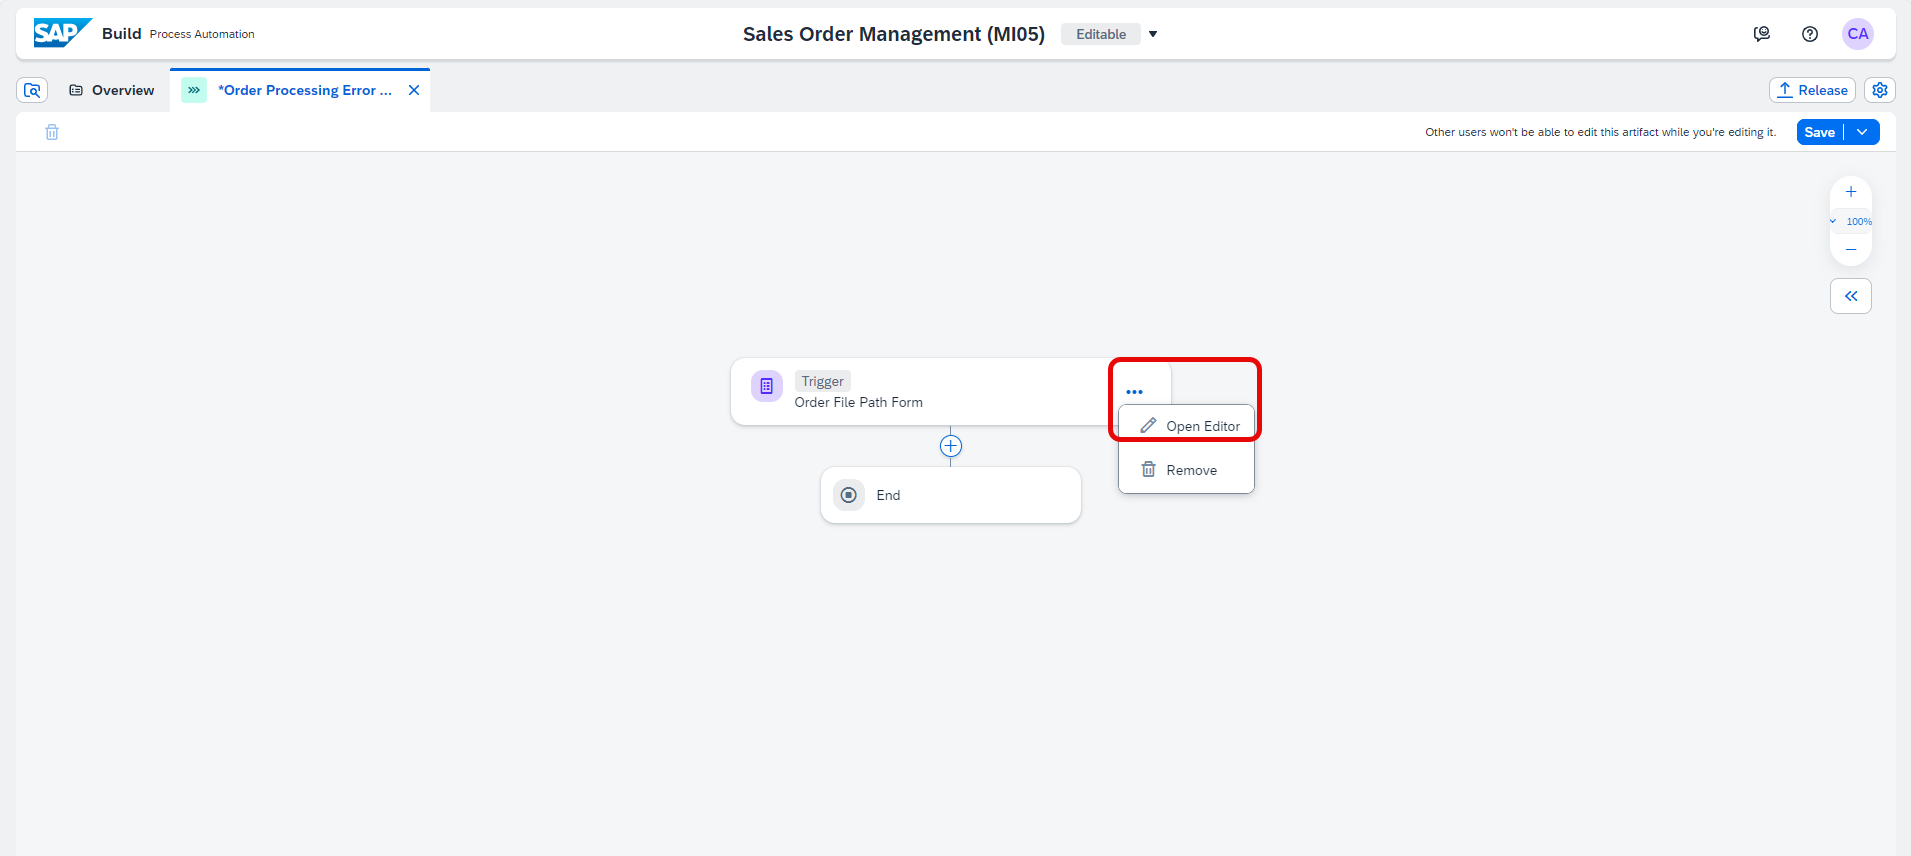 SAP Build Process Automation
Sales Order Management (MI05) Editable
CA
Overview
*Order Processing Error ...
Release
Other users won't be able to edit this artifact while you're editing it.
Save
100%
Trigger
Order File Path Form
Open Editor
Remove
End